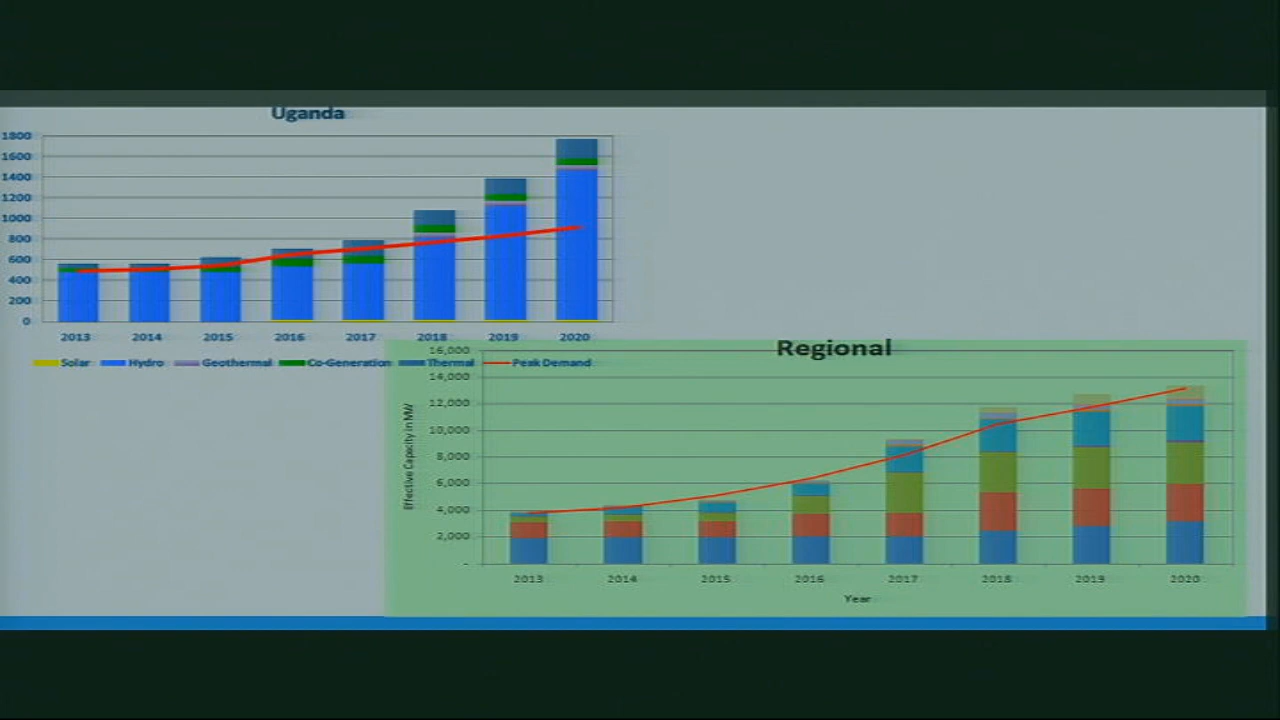 Uganda
1800
1600
1400
1200
1000
800
600
400
200
0
2013 2014 2015 2016 2017 2018 2019 2020
Solar Hydro Geothermal Co-Generation Thermal Peak Demand
Regional
16,000
14,000
12,000
10,000
8,000
6,000
4,000
2,000
-
Effective Capacity in MW
2013 2014 2015 2016 2017 2018 2019 2020
Year